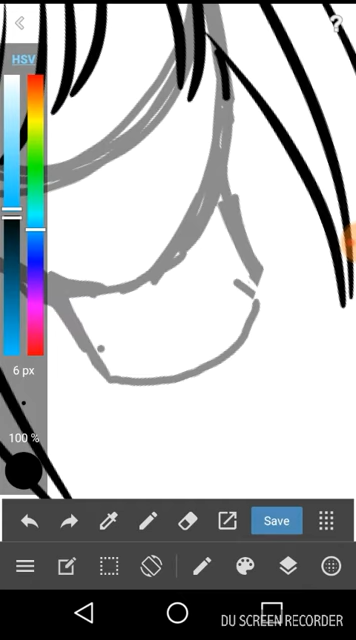 HSV
?
6 px
100 %
Save
DU SCREEN RECORDER